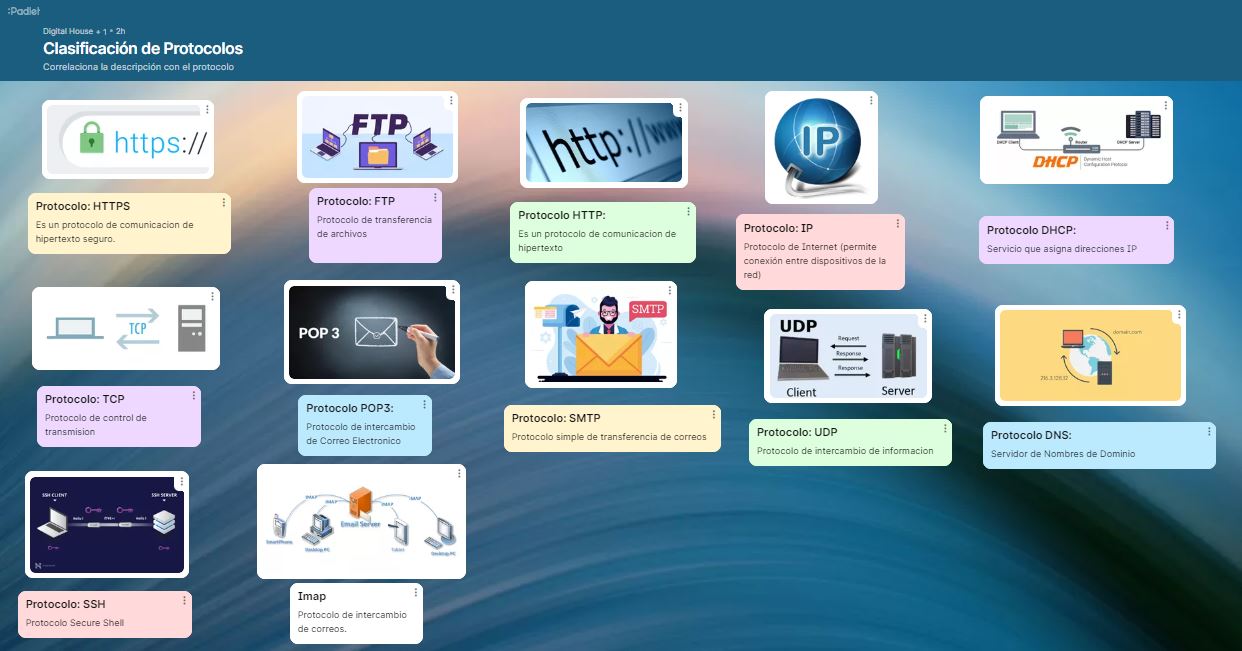 :Padlet
Digital House + 1 • 2h
Clasificación de Protocolos
Correlaciona la descripción con el protocolo
https://
Protocolo: HTTPS
Es un protocolo de comunicacion de
hipertexto seguro.
FTP
Protocolo: FTP
Protocolo de transferencia
de archivos
http://www
Protocolo HTTP:
Es un protocolo de comunicacion de
hipertexto
IP
Protocolo: IP
Protocolo de Internet (permite
conexión entre dispositivos de la
red)
DHCP Client
Router
DHCP Server
DHCP
Dynamic Host
Configuration Protocol
Protocolo DHCP:
Servicio que asigna direcciones IP
TCP
Protocolo: TCP
Protocolo de control de
transmision
POP 3
Protocolo POP3:
Protocolo de intercambio
de Correo Electronico
SMTP
Protocolo: SMTP
Protocolo simple de transferencia de correos
UDP
Request
Response
Response
Client
Server
Protocolo: UDP
Protocolo de intercambio de informacion
domain.com
Protocolo DNS:
Servidor de Nombres de Dominio
SSH CLIENT
SSH SERVER
Protocolo: SSH
Protocolo Secure Shell
IMAP
IMAP
IMAP
IMAP
Email Server
SmartPhone
Desktop PC
Tablet
Desktop PC
Imap
Protocolo de intercambio
de correos.